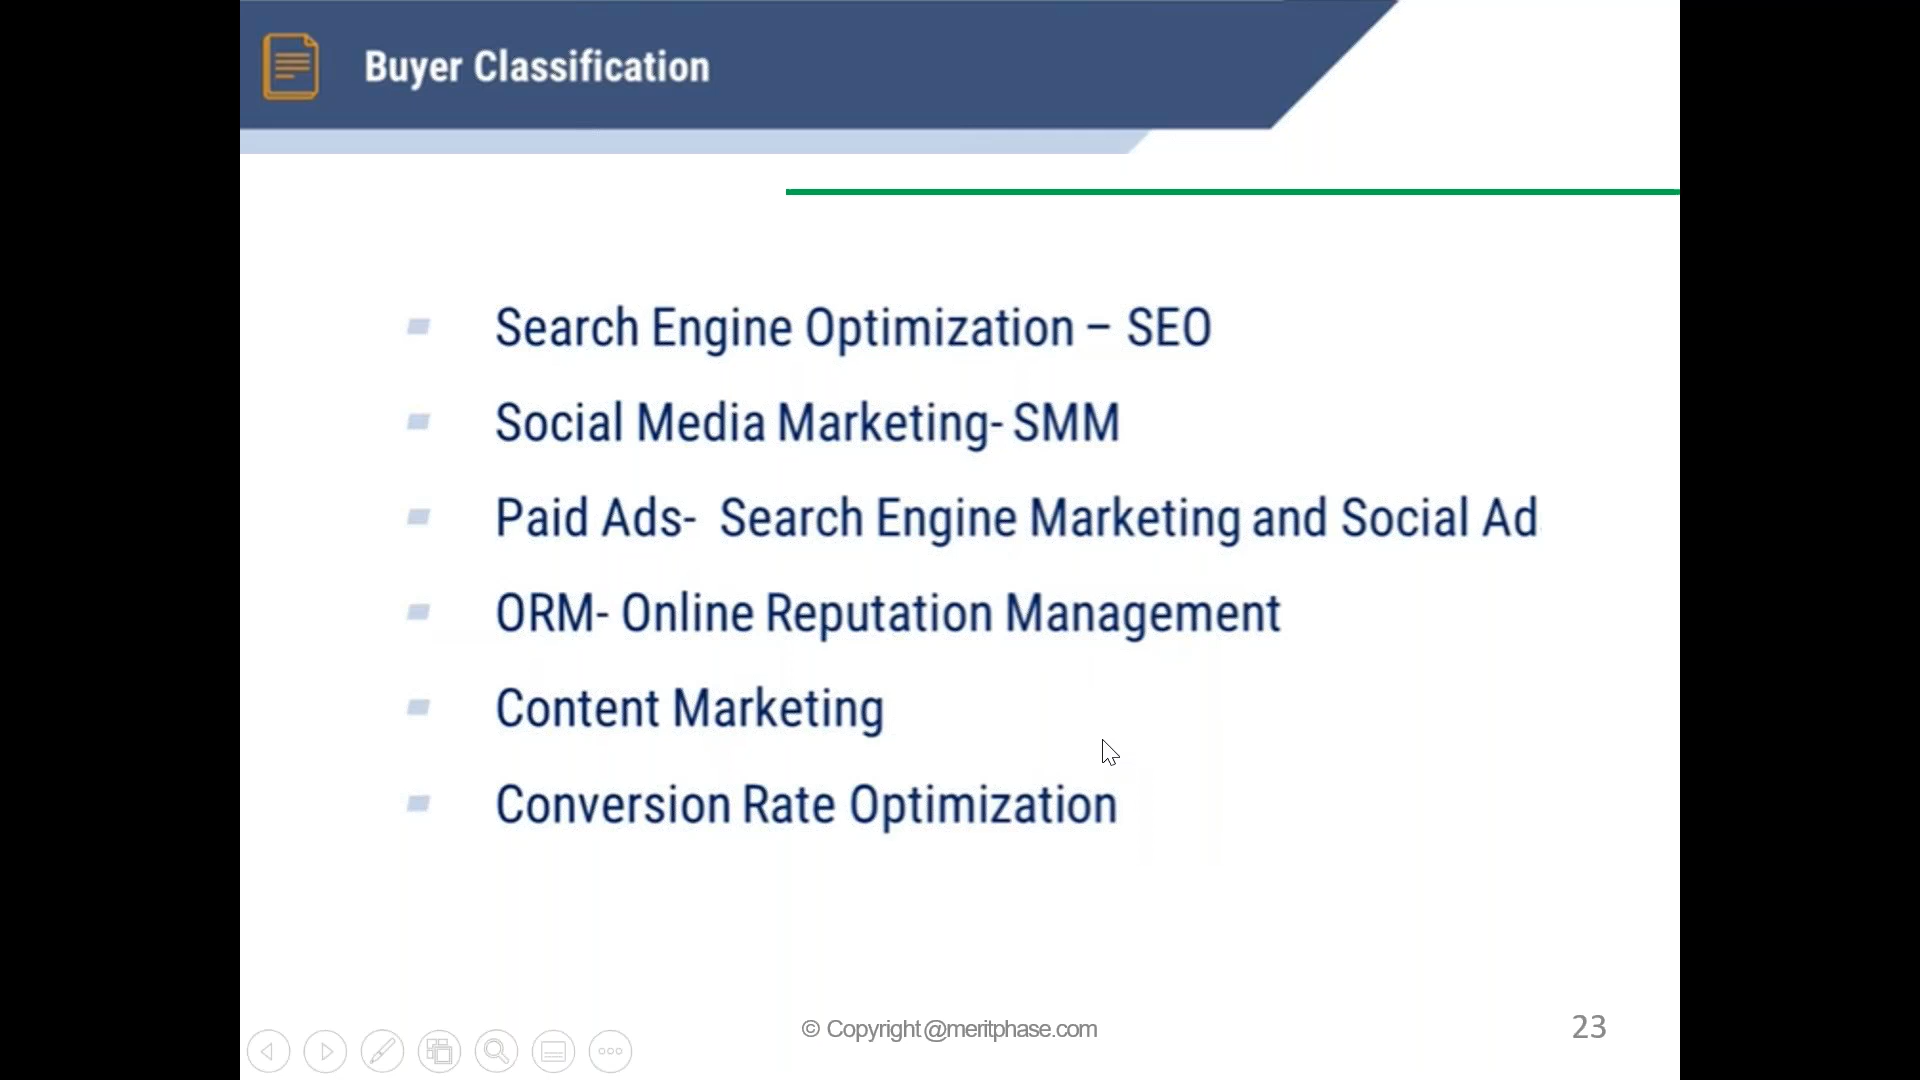 Buyer Classification
Search Engine Optimization – SEO
Social Media Marketing- SMM
Paid Ads-  Search Engine Marketing and Social Ad
ORM- Online Reputation Management
Content Marketing
Conversion Rate Optimization
© Copyright@meritphase.com
23